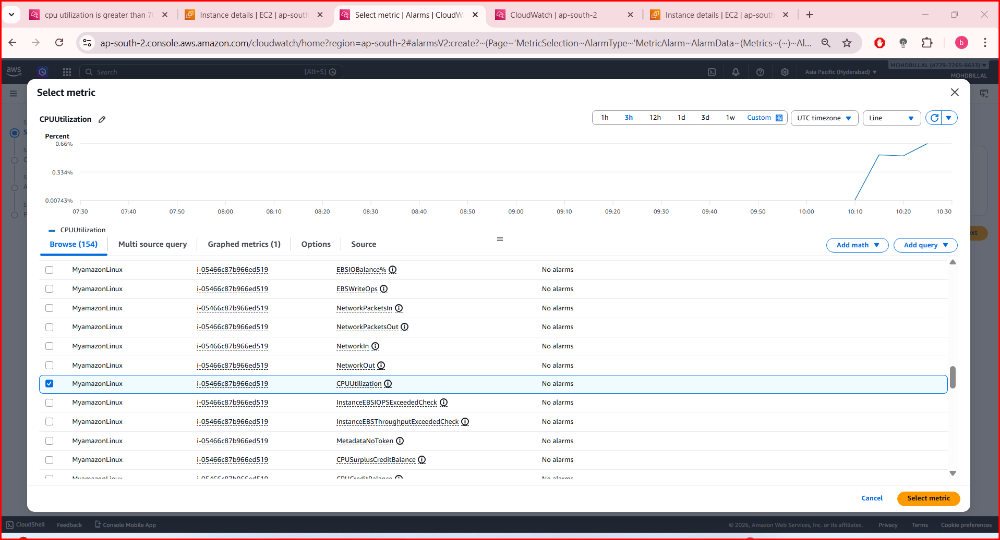 cpu utilization is greater than 70
Instance details | EC2 | ap-south
Select metric | Alarms | CloudWa
CloudWatch | ap-south-2
Instance details | EC2 | ap-south
ap-south-2.console.aws.amazon.com/cloudwatch/home?region=ap-south-2#alarmsV2:create?~(Page~'MetricSelection~AlarmType~'MetricAlarm~AlarmData~(Metrics~(~)~Al...
b
aws
Search
[Alt+S]
Asia Pacific (Hyderabad)
MOHDBILLAL (4779-7265-8633)
MOHDBILLAL
Select metric
CPUUtilization
1h 3h 12h 1d 3d 1w Custom
UTC timezone
Line
Percent
0.66%
0.334%
0.00743%
07:30 07:40 07:50 08:00 08:10 08:20 08:30 08:40 08:50 09:00 09:10 09:20 09:30 09:40 09:50 10:00 10:10 10:20 10:30
CPUUtilization
Browse (154) Multi source query Graphed metrics (1) Options Source
Add math Add query
MyamazonLinux i-05466c87b966ed519 EBSIOBalance% No alarms
MyamazonLinux i-05466c87b966ed519 EBSWriteOps No alarms
MyamazonLinux i-05466c87b966ed519 NetworkPacketsIn No alarms
MyamazonLinux i-05466c87b966ed519 NetworkPacketsOut No alarms
MyamazonLinux i-05466c87b966ed519 NetworkIn No alarms
MyamazonLinux i-05466c87b966ed519 NetworkOut No alarms
MyamazonLinux i-05466c87b966ed519 CPUUtilization No alarms
MyamazonLinux i-05466c87b966ed519 InstanceEBSIOPSExceededCheck No alarms
MyamazonLinux i-05466c87b966ed519 InstanceEBSThroughputExceededCheck No alarms
MyamazonLinux i-05466c87b966ed519 MetadataNoToken No alarms
MyamazonLinux i-05466c87b966ed519 CPUSurplusCreditBalance No alarms
MyamazonLinux i-05466c87b966ed519 CPUCreditBalance No alarms
Cancel Select metric
CloudShell Feedback Console Mobile App
© 2026, Amazon Web Services, Inc. or its affiliates. Privacy Terms Cookie preferences